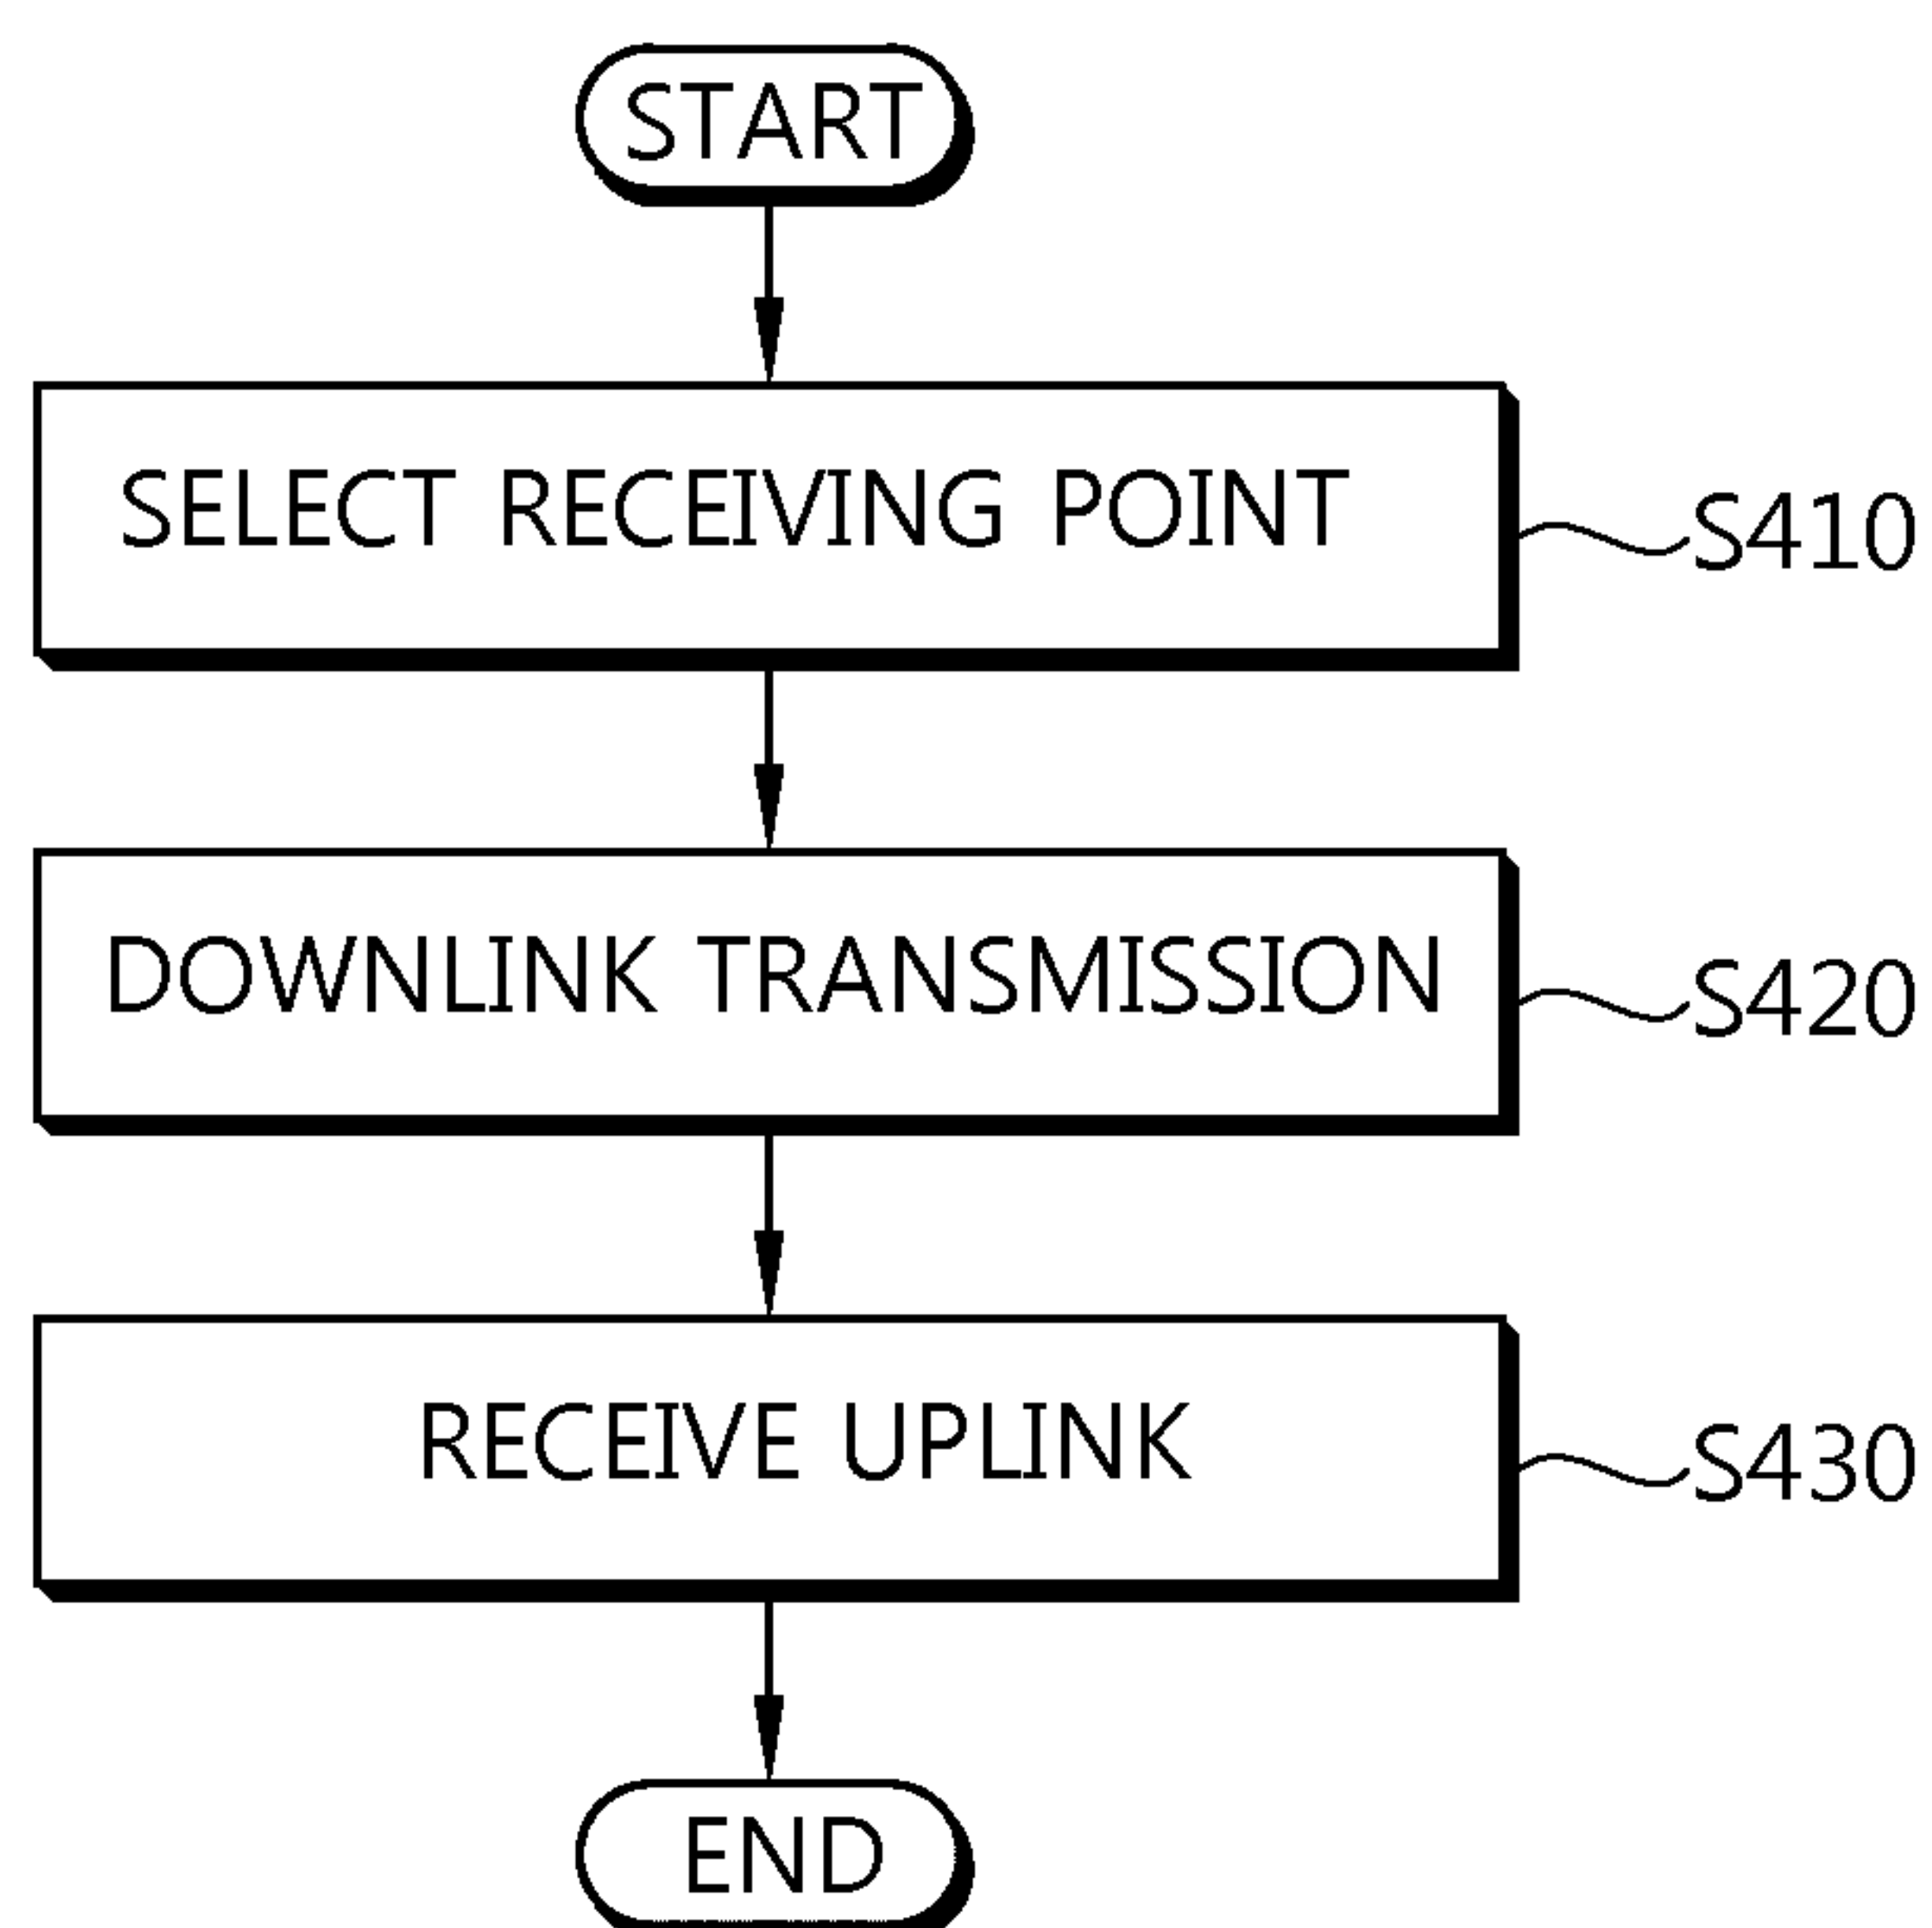 START
SELECT RECEIVING POINT
S410
DOWNLINK TRANSMISSION
S420
RECEIVE UPLINK
S430
END